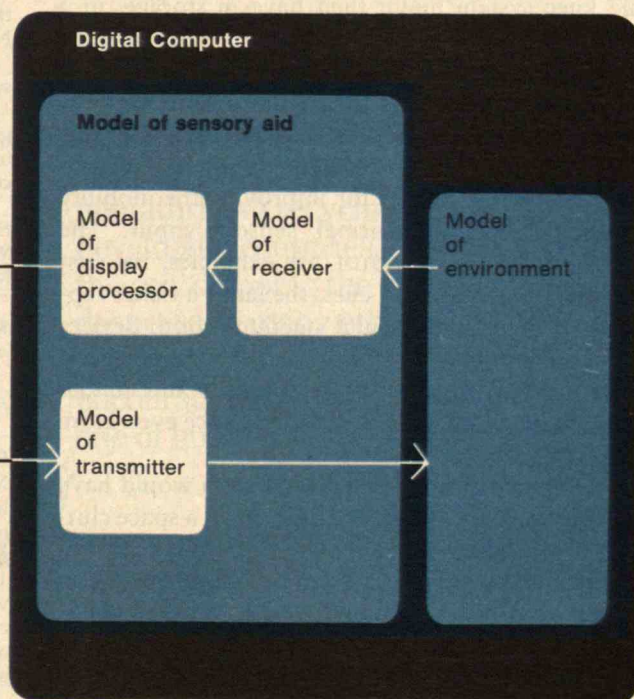 Digital Computer
Model of sensory aid
Model
of
display
processor
Model
of
receiver
Model
of
environment
Model
of
transmitter